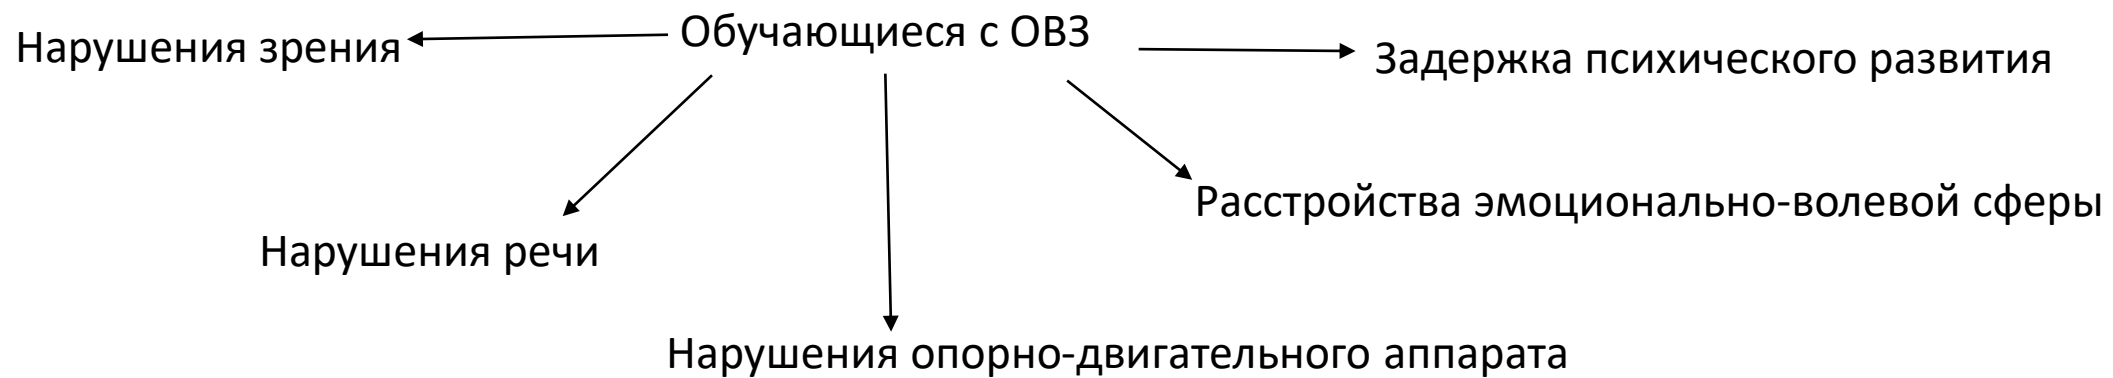 Обучающиеся с ОВЗ
Нарушения зрения
Задержка психического развития
Расстройства эмоционально-волевой сферы
Нарушения речи
Нарушения опорно-двигательного аппарата